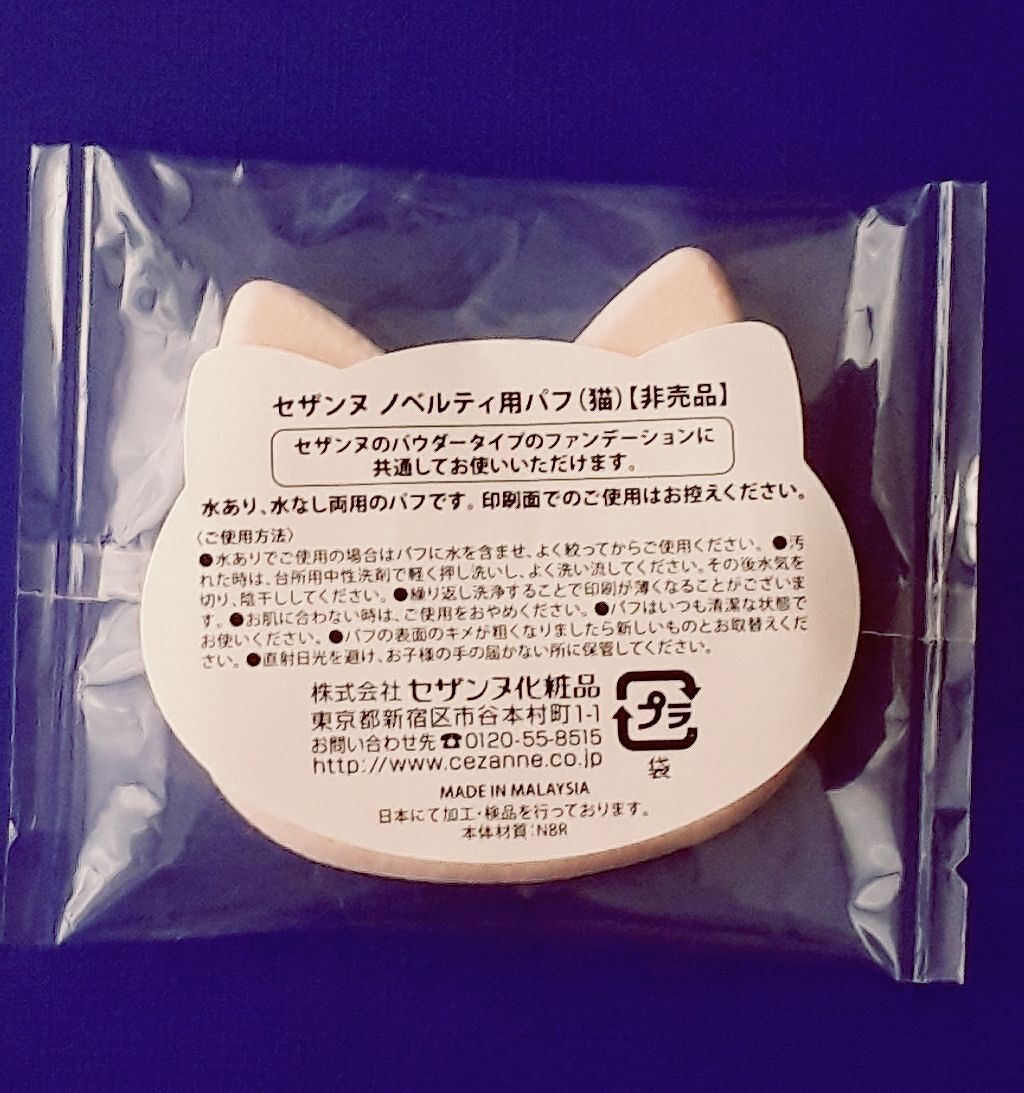 セザンヌ ノベルティ用パフ(猫)【非売品】
セザンヌのパウダータイプのファンデーションに
共通してお使いいただけます。
水あり、水なし両用のパフです。印刷面でのご使用はお控えください。
〈ご使用方法〉
●水ありでご使用の場合はパフに水を含ませ、よく絞ってからご使用ください。 ●汚
れた時は、台所用中性洗剤で軽く押し洗いし、よく洗い流してください。その後水気を
切り、陰干ししてください。●繰り返し洗浄することで印刷が薄くなることがございま
す。●お肌に合わない時は、ご使用をおやめください。●パフはいつも清潔な状態で
お使いください。●パフの表面のキメが粗くなりましたら新しいものとお取替えくだ
さい。●直射日光を避け、お子様の手の届かない所に保管してください。
株式会社 セザンヌ化粧品
東京都新宿区市谷本村町1-1
お問い合わせ先☎0120-55-8515
http://www.cezanne.co.jp
プラ
袋
MADE IN MALAYSIA
日本にて加工・検品を行っております。
本体材質:NBR